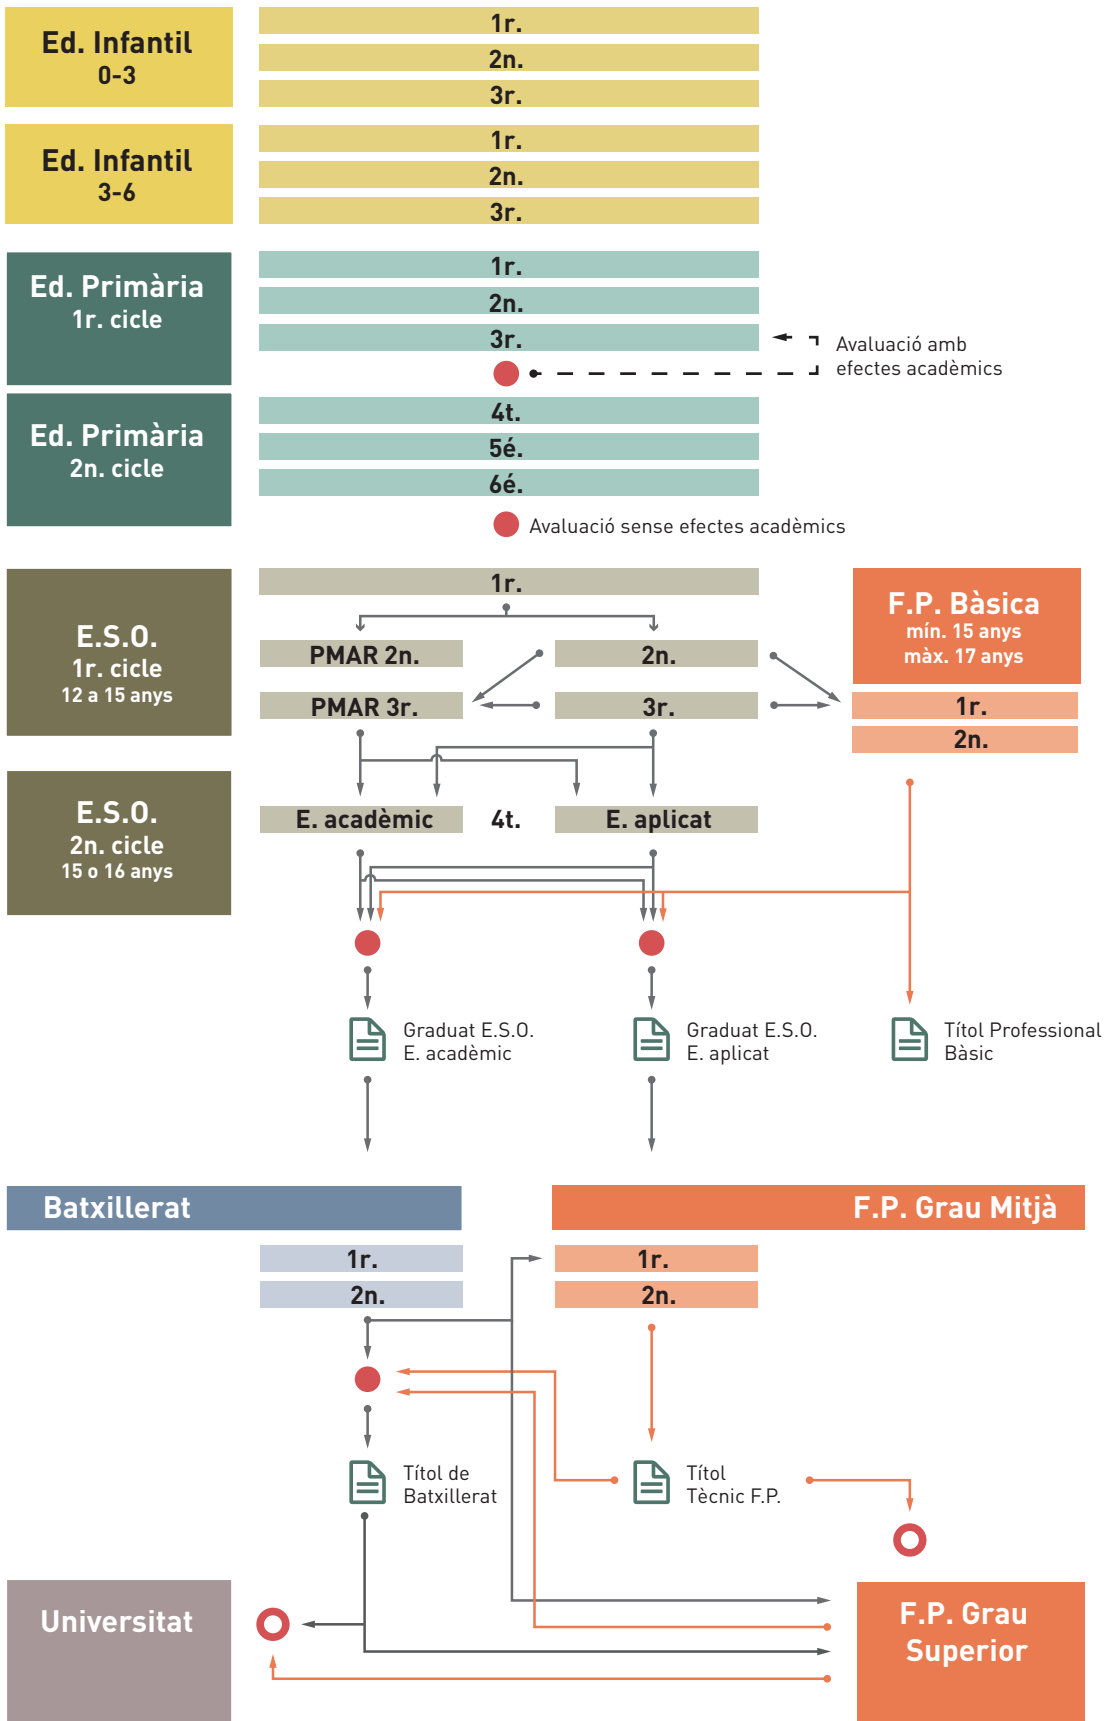 Ed. Infantil
0-3
1r.
2n.
3r.
Ed. Infantil
3-6
1r.
2n.
3r.
Ed. Primària
1r. cicle
1r.
2n.
3r.
Avaluació amb
efectes acadèmics
Ed. Primària
2n. cicle
4t.
5é.
6é.
Avaluació sense efectes acadèmics
E.S.O.
1r. cicle
12 a 15 anys
1r.
PMAR 2n.
2n.
PMAR 3r.
3r.
F.P. Bàsica
mín. 15 anys
màx. 17 anys
1r.
2n.
E.S.O.
2n. cicle
15 o 16 anys
E. acadèmic
4t.
E. aplicat
Graduat E.S.O.
E. acadèmic
Graduat E.S.O.
E. aplicat
Títol Professional
Bàsic
Batxillerat
1r.
2n.
F.P. Grau Mitjà
1r.
2n.
Títol de
Batxillerat
Títol
Tècnic F.P.
Universitat
F.P. Grau
Superior